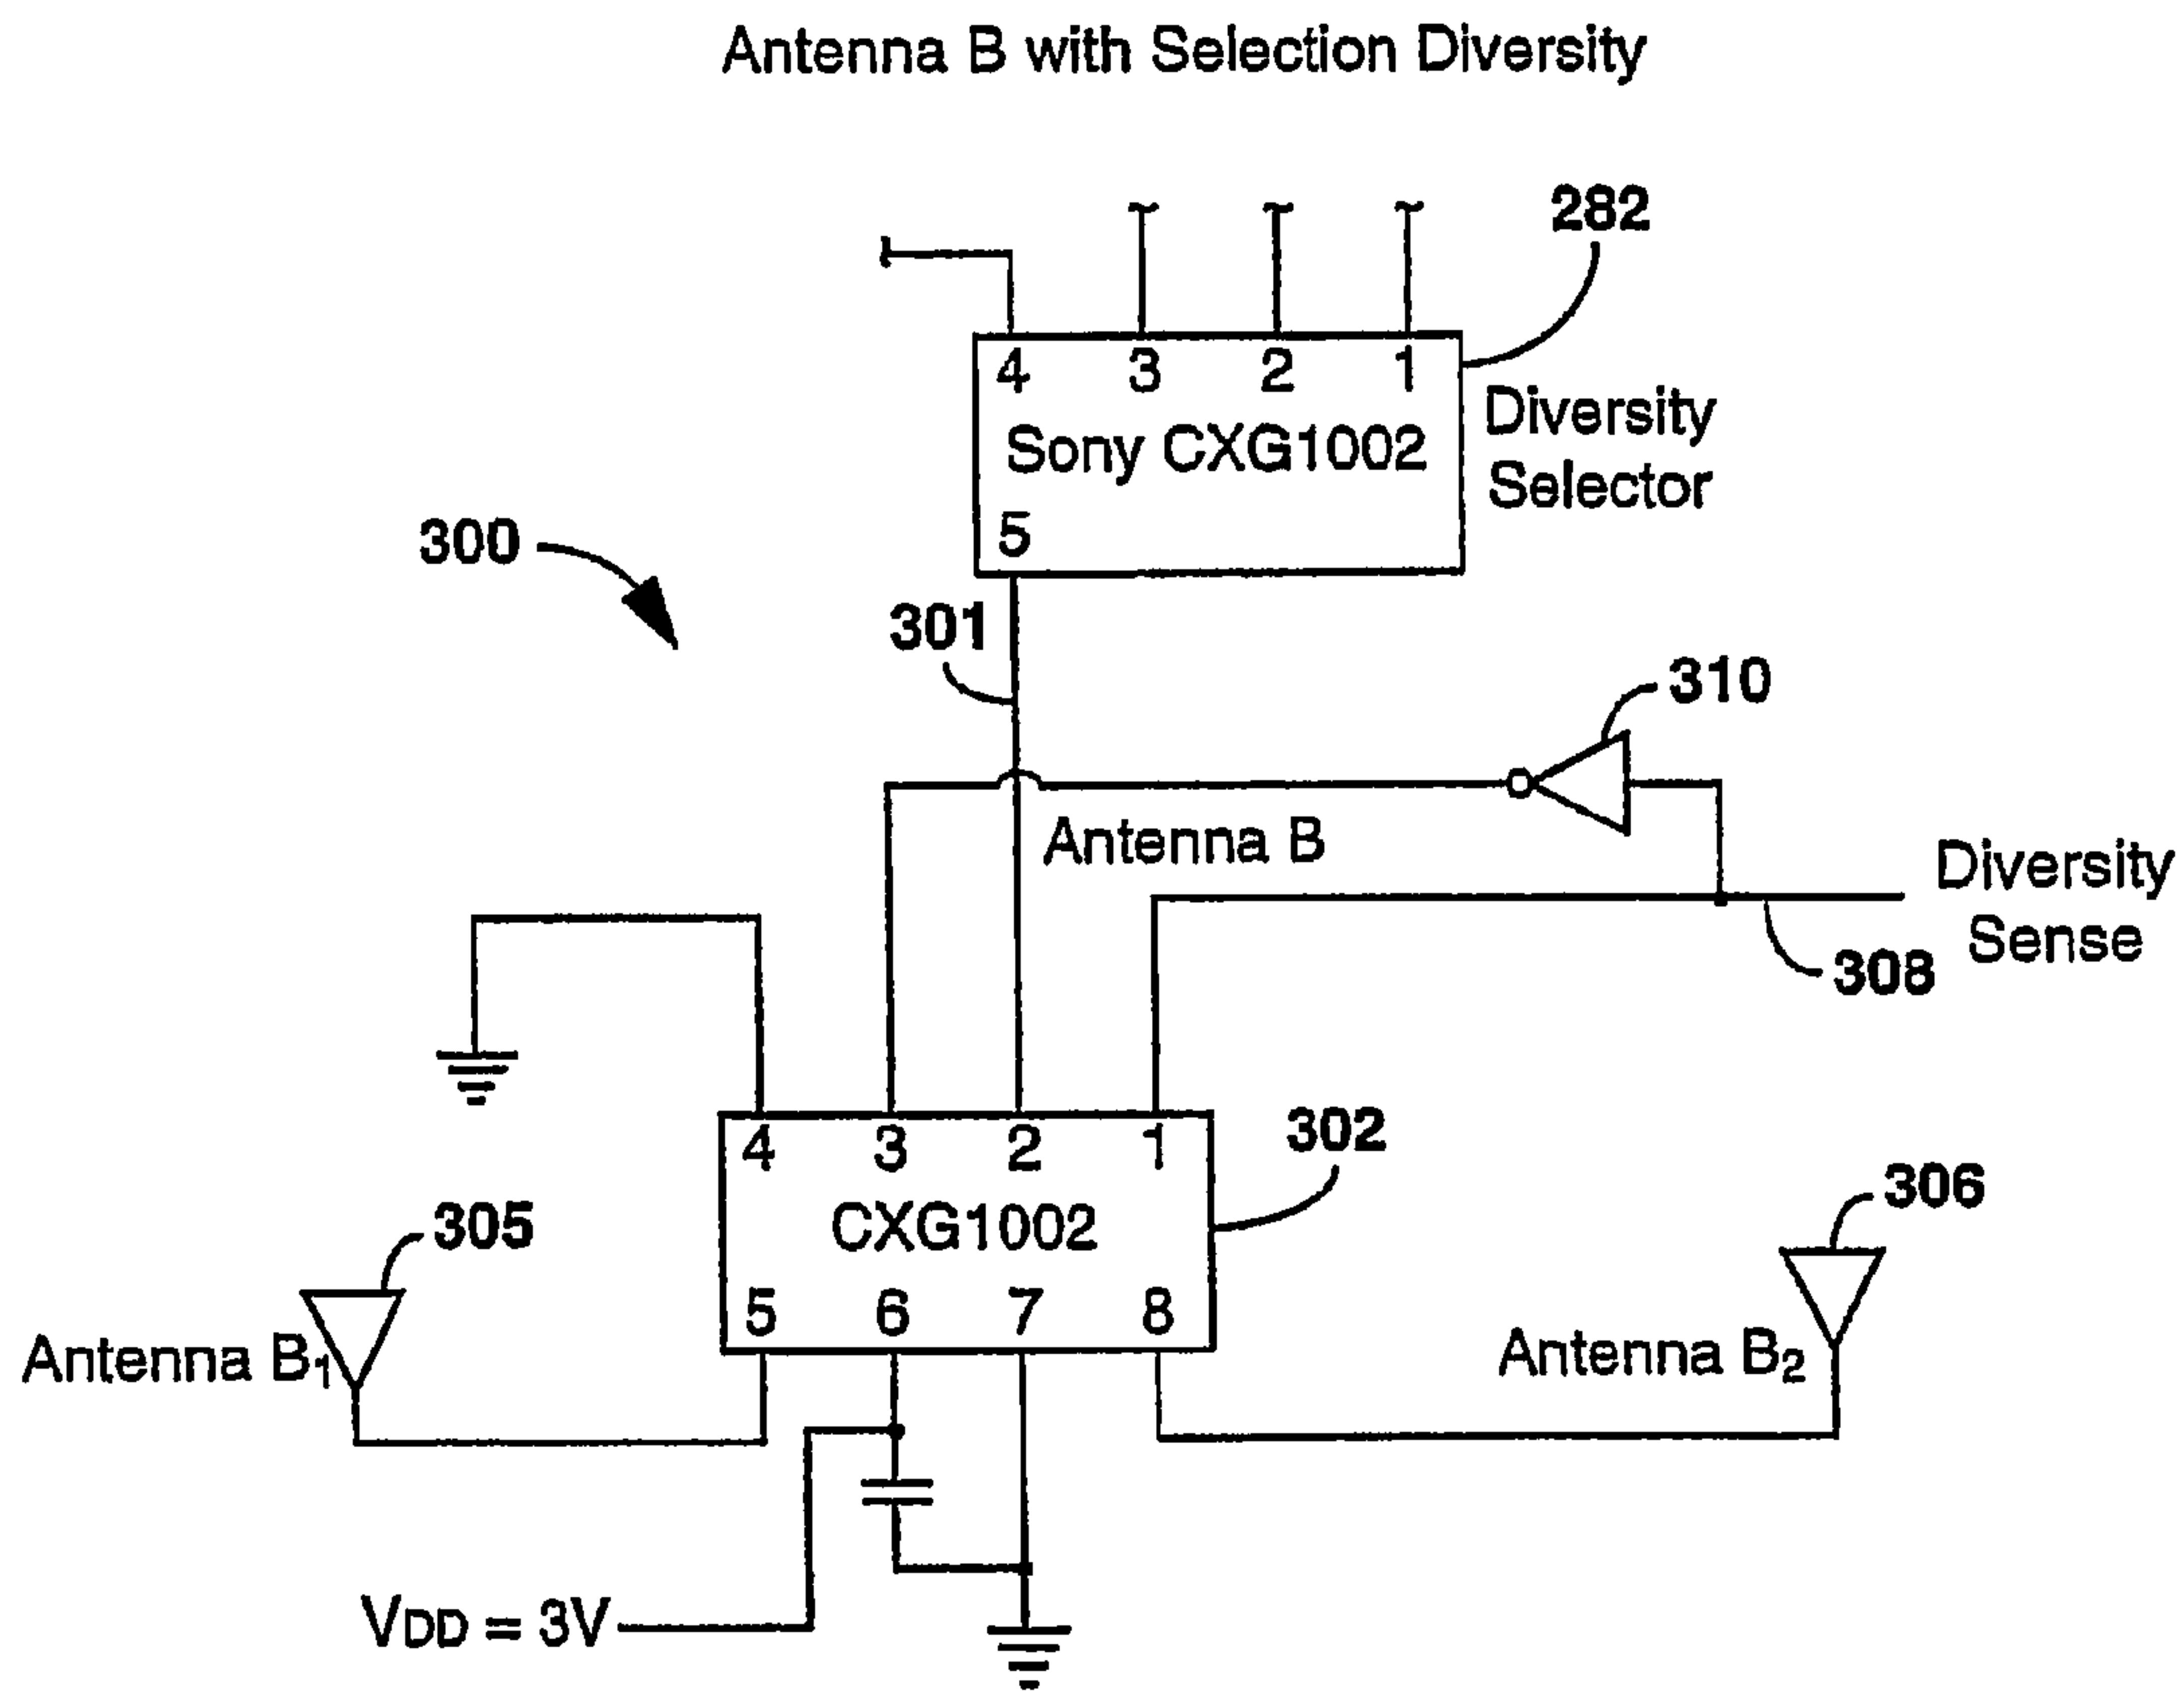 Antenna B with Selection Diversity
282
4 3 2 1
Sony CXG1002
5
Diversity
Selector
300
301
310
Antenna B
Diversity
Sense
308
4 3 2 1
CXG1002
5 6 7 8
302
305
Antenna B1
306
Antenna B2
VDD = 3V